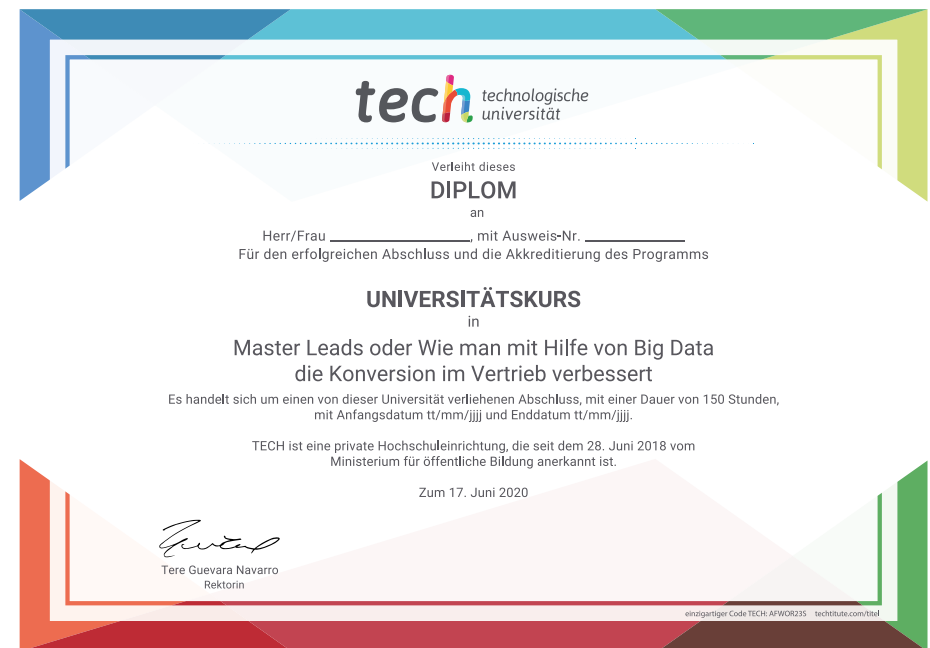 tech technologische
universität
Verleiht dieses
DIPLOM
an
Herr/Frau ____________________, mit Ausweis-Nr. ______________
Für den erfolgreichen Abschluss und die Akkreditierung des Programms
UNIVERSITÄTSKURS
in
Master Leads oder Wie man mit Hilfe von Big Data
die Konversion im Vertrieb verbessert
Es handelt sich um einen von dieser Universität verliehenen Abschluss, mit einer Dauer von 150 Stunden,
mit Anfangsdatum tt/mm/jjjj und Enddatum tt/mm/jjjj.
TECH ist eine private Hochschuleinrichtung, die seit dem 28. Juni 2018 vom
Ministerium für öffentliche Bildung anerkannt ist.
Zum 17. Juni 2020
Tere Guevara Navarro
Rektorin
einzigartiger Code TECH: AFWOR23S techtitute.com/titel